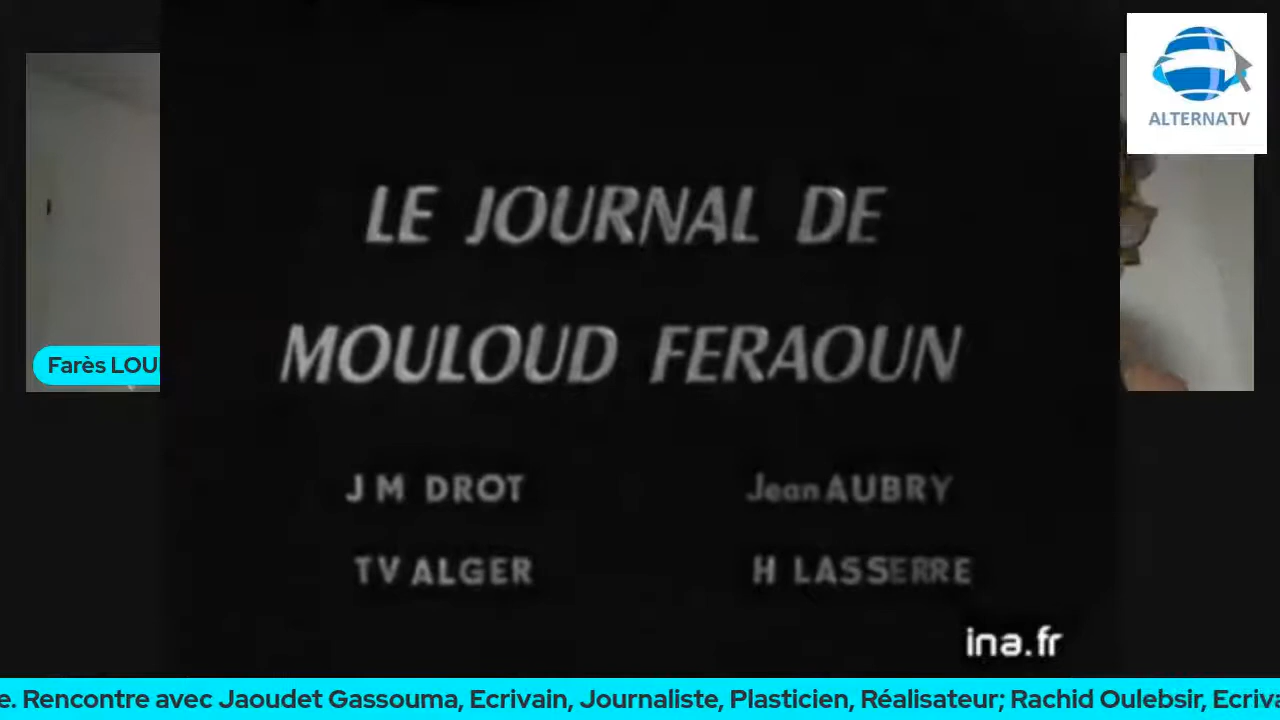 ALTERNATV
LE JOURNAL DE
MOULOUD FERAOUN
Farès LOU
J M DROT
Jean AUBRY
TV ALGER
H LASSERRE
ina.fr
e. Rencontre avec Jaoudet Gassouma, Ecrivain, Journaliste, Plasticien, Réalisateur; Rachid Oulebsir, Ecriva